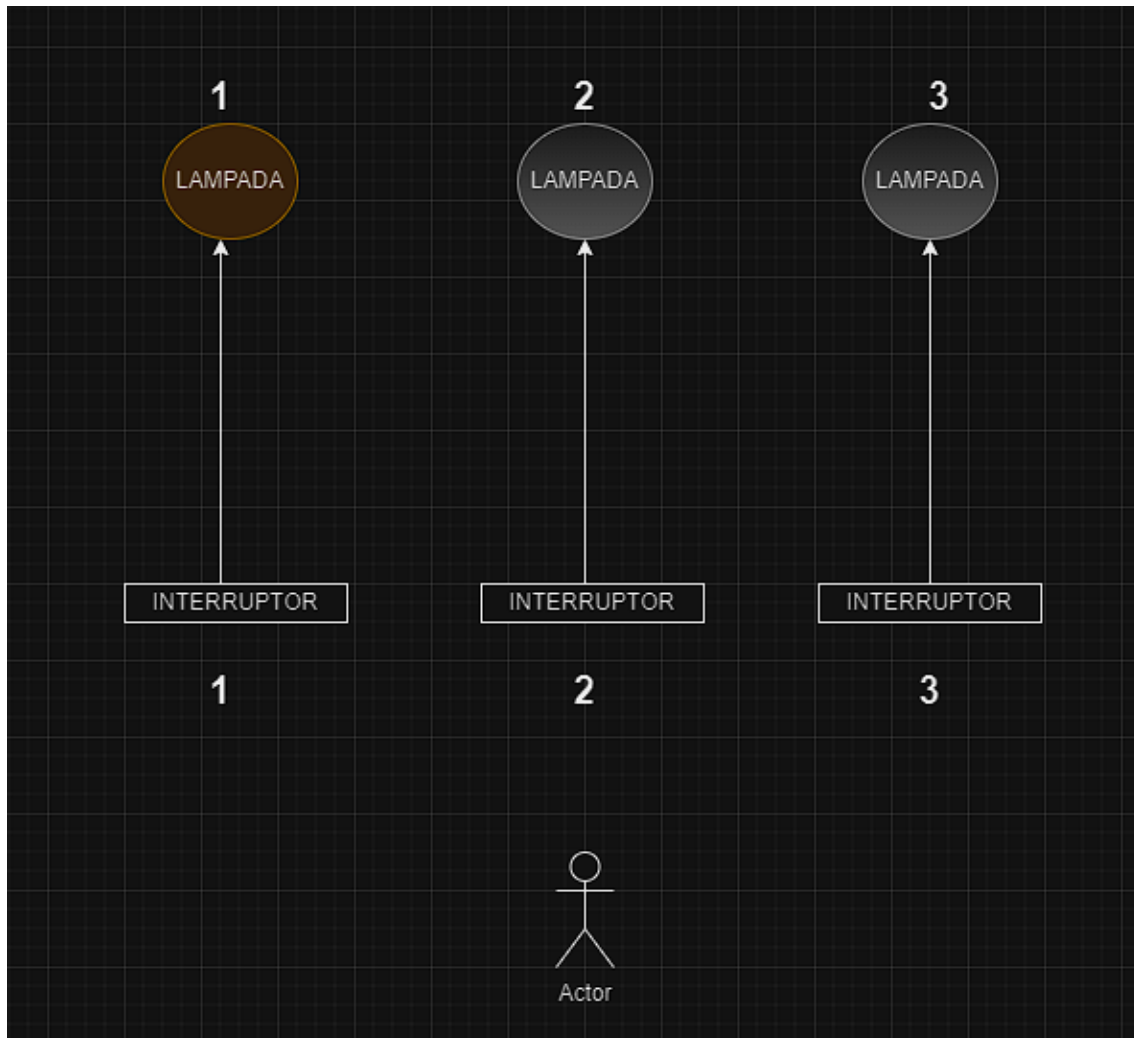 1 2 3
LAMPADA LAMPADA LAMPADA
INTERRUPTOR INTERRUPTOR INTERRUPTOR
1 2 3
Actor